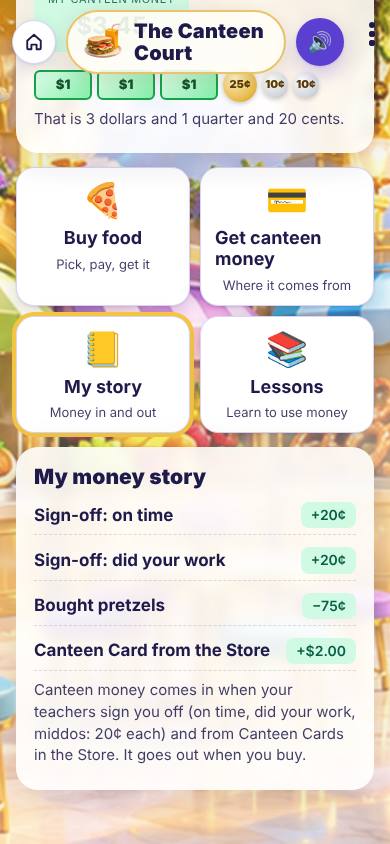 MY CANTEEN MONEY
$3.45
The Canteen
Court
$1 $1 $1 25¢ 10¢ 10¢
That is 3 dollars and 1 quarter and 20 cents.
Buy food
Pick, pay, get it
Get canteen
money
Where it comes from
My story
Money in and out
Lessons
Learn to use money
My money story
Sign-off: on time +20¢
Sign-off: did your work +20¢
Bought pretzels −75¢
Canteen Card from the Store +$2.00
Canteen money comes in when your
teachers sign you off (on time, did your work,
middos: 20¢ each) and from Canteen Cards
in the Store. It goes out when you buy.